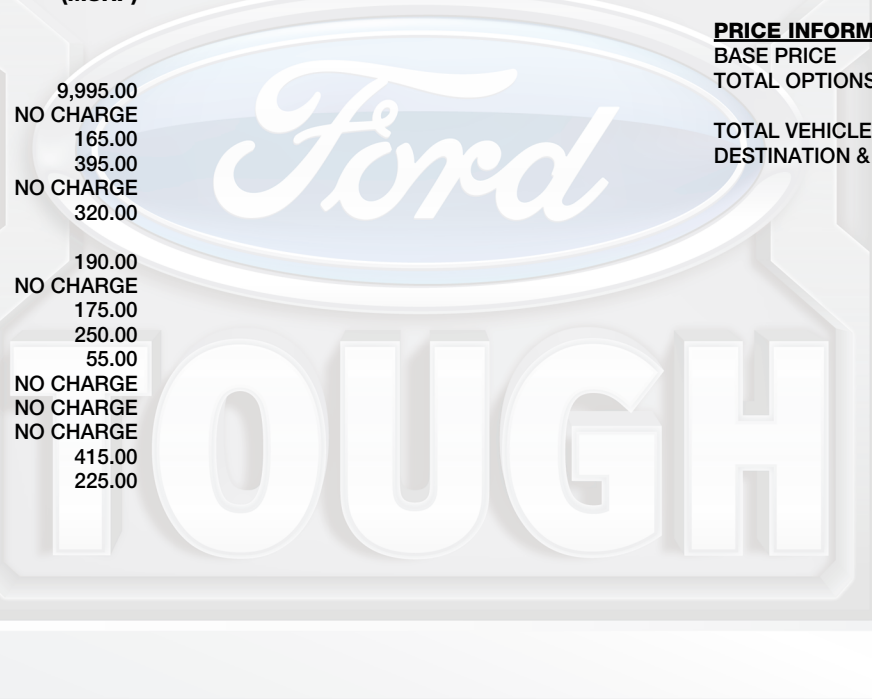 9,995.00
NO CHARGE
165.00
395.00
NO CHARGE
320.00
190.00
NO CHARGE
175.00
250.00
55.00
NO CHARGE
NO CHARGE
NO CHARGE
415.00
225.00
PRICE INFORM
BASE PRICE
TOTAL OPTIONS
TOTAL VEHICLE
DESTINATION &
Ford
TOUGH